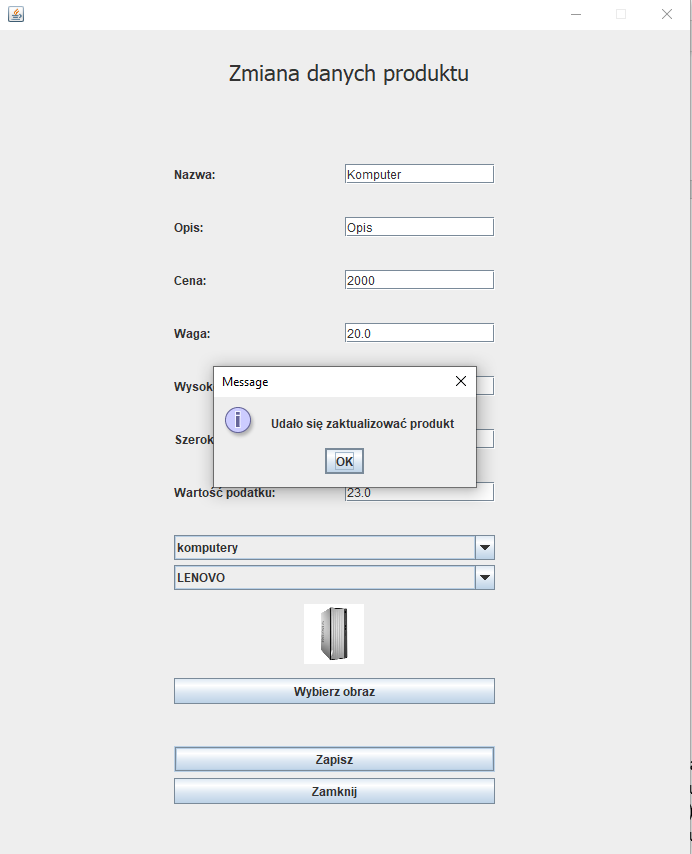 Zmiana danych produktu
Nazwa: Komputer
Opis: Opis
Cena: 2000
Waga: 20.0
Message
Udało się zaktualizować produkt
OK
Wartość podatku: 23.0
komputery
LENOVO
Wybierz obraz
Zapisz
Zamknij